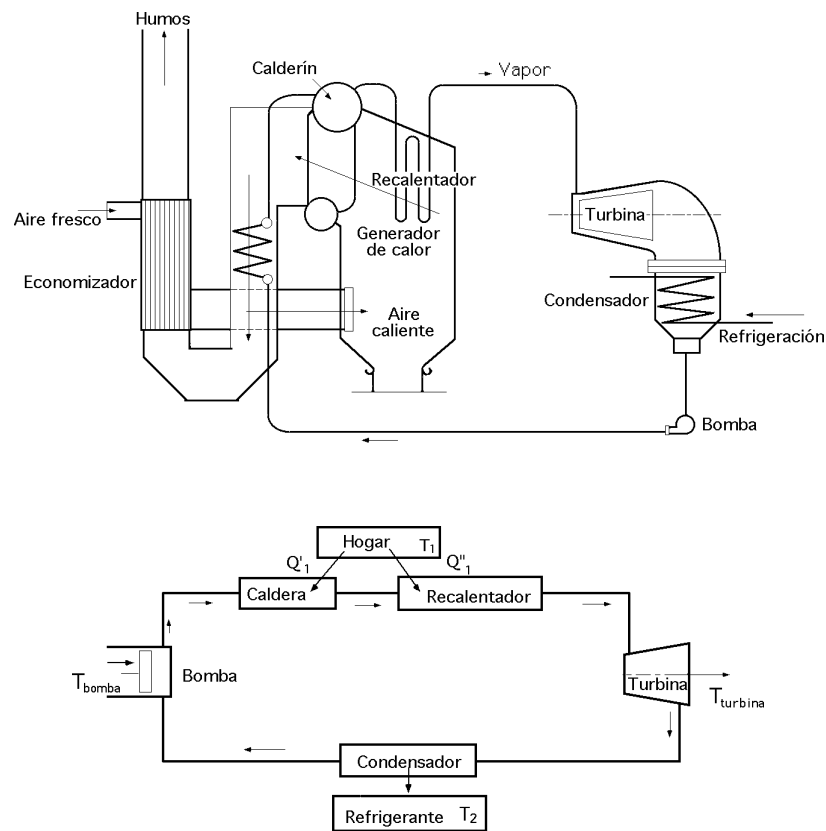 Humos
Calderín
Vapor
Recalentador
Aire fresco
Turbina
Generador
de calor
Economizador
Condensador
Aire
caliente
Refrigeración
Bomba
Hogar T1
Q'1
Q"1
Caldera
Recalentador
Tbomba
Bomba
Turbina
Tturbina
Condensador
Refrigerante T2